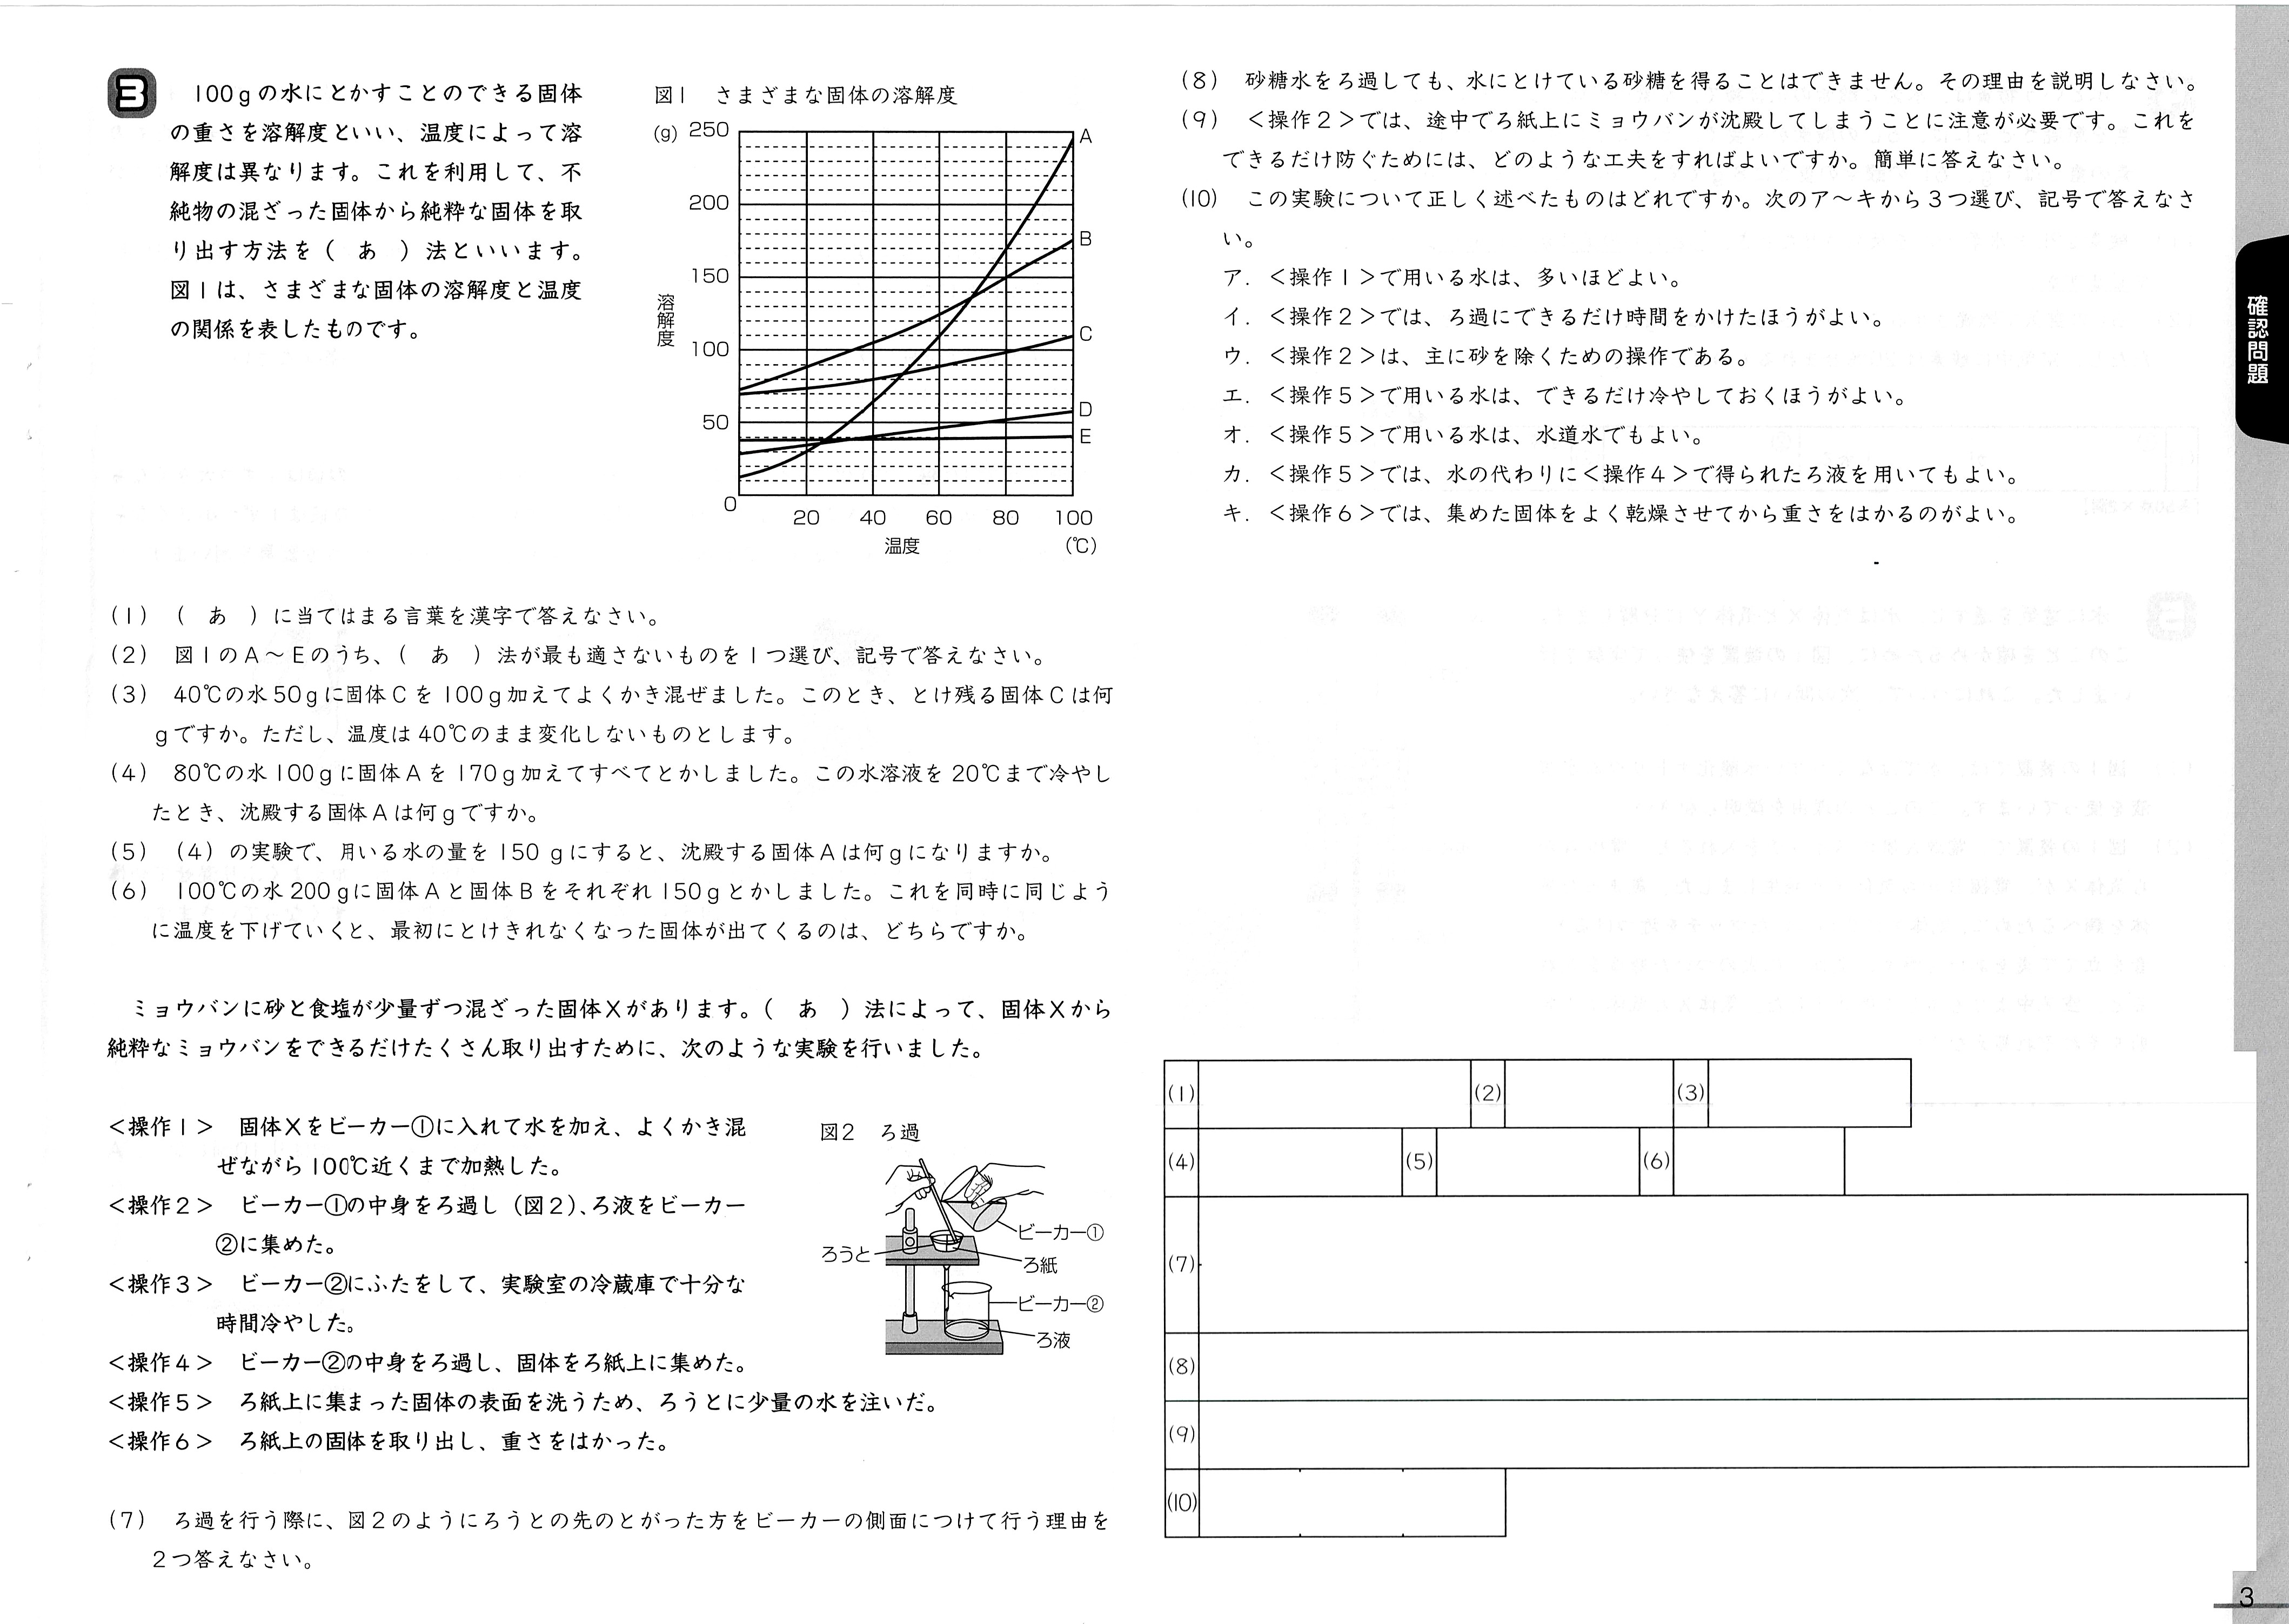 3
100gの水にとかすことのできる固体
の重さを溶解度といい、温度によって溶
解度は異なります。これを利用して、不
純物の混ざった固体から純粋な固体を取
り出す方法を（　あ　）法といいます。
図1は、さまざまな固体の溶解度と温度
の関係を表したものです。
図1　さまざまな固体の溶解度
(g)
250
200
150
100
50
0
溶解度
20
40
60
80
100
温度
(℃)
A
B
C
D
E
(1)　（　あ　）に当てはまる言葉を漢字で答えなさい。
(2)　図1のA～Eのうち、（　あ　）法が最も適さないものを1つ選び、記号で答えなさい。
(3)　40℃の水50gに固体Cを100g加えてよくかき混ぜました。このとき、とけ残る固体Cは何
gですか。ただし、温度は40℃のまま変化しないものとします。
(4)　80℃の水100gに固体Aを170g加えてすべてとかしました。この水溶液を20℃まで冷やし
たとき、沈殿する固体Aは何gですか。
(5)　(4)の実験で、用いる水の量を150gにすると、沈殿する固体Aは何gになりますか。
(6)　100℃の水200gに固体Aと固体Bをそれぞれ150gとかしました。これを同時に同じよう
に温度を下げていくと、最初にとけきれなくなった固体が出てくるのは、どちらですか。
ミョウバンに砂と食塩が少量ずつ混ざった固体Xがあります。（　あ　）法によって、固体Xから
純粋なミョウバンをできるだけたくさん取り出すために、次のような実験を行いました。
＜操作1＞　固体Xをビーカー①に入れて水を加え、よくかき混
ぜながら100℃近くまで加熱した。
＜操作2＞　ビーカー①の中身をろ過し（図2）、ろ液をビーカー
②に集めた。
＜操作3＞　ビーカー②にふたをして、実験室の冷蔵庫で十分な
時間冷やした。
＜操作4＞　ビーカー②の中身をろ過し、固体をろ紙上に集めた。
＜操作5＞　ろ紙上に集まった固体の表面を洗うため、ろうとに少量の水を注いだ。
＜操作6＞　ろ紙上の固体を取り出し、重さをはかった。
図2　ろ過
ビーカー①
ろうと
ろ紙
ビーカー②
ろ液
(7)　ろ過を行う際に、図2のようにろうとの先のとがった方をビーカーの側面につけて行う理由を
2つ答えなさい。
(8)　砂糖水をろ過しても、水にとけている砂糖を得ることはできません。その理由を説明しなさい。
(9)　＜操作2＞では、途中でろ紙上にミョウバンが沈殿してしまうことに注意が必要です。これを
できるだけ防ぐためには、どのような工夫をすればよいですか。簡単に答えなさい。
(10)　この実験について正しく述べたものはどれですか。次のア～キから3つ選び、記号で答えなさ
い。
ア．＜操作1＞で用いる水は、多いほどよい。
イ．＜操作2＞では、ろ過にできるだけ時間をかけたほうがよい。
ウ．＜操作2＞は、主に砂を除くための操作である。
エ．＜操作5＞で用いる水は、できるだけ冷やしておくほうがよい。
オ．＜操作5＞で用いる水は、水道水でもよい。
カ．＜操作5＞では、水の代わりに＜操作4＞で得られたろ液を用いてもよい。
キ．＜操作6＞では、集めた固体をよく乾燥させてから重さをはかるのがよい。
確認問題
(1)
(2)
(3)
(4)
(5)
(6)
(7)
(8)
(9)
(10)
3